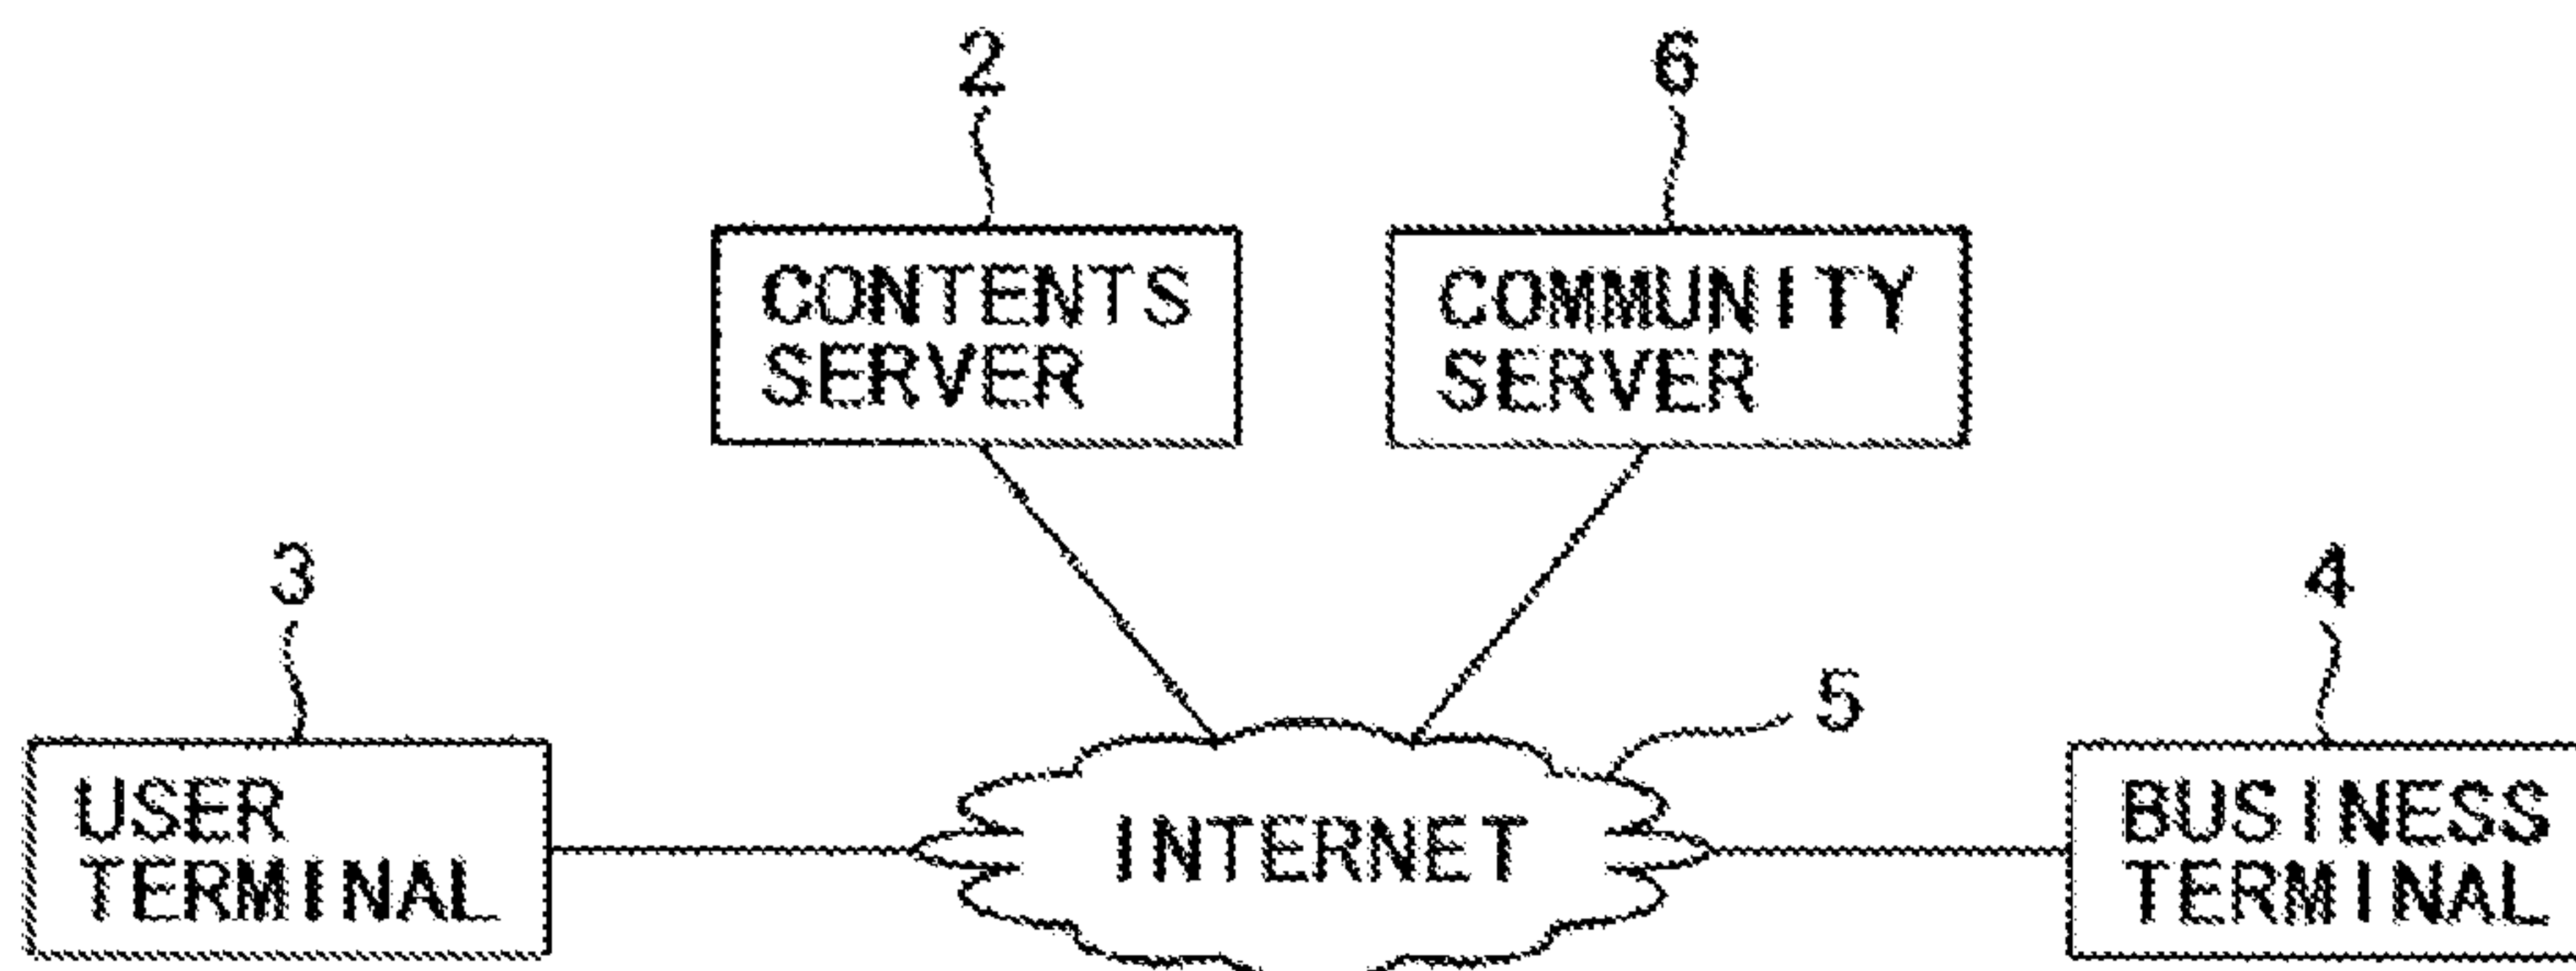 2
6
CONTENTS
SERVER
COMMUNITY
SERVER
3
4
5
USER
TERMINAL
INTERNET
BUSINESS
TERMINAL